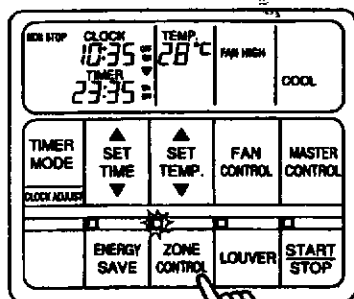 NON STOP CLOCK TEMP. FAN HIGH
10:35 28°C
TIMER
23:35 COOL
TIMER MODE
SET TIME
SET TEMP.
FAN CONTROL
MASTER CONTROL
CLOCK ADJUST
ENERGY SAVE
ZONE CONTROL
LOUVER
START/STOP